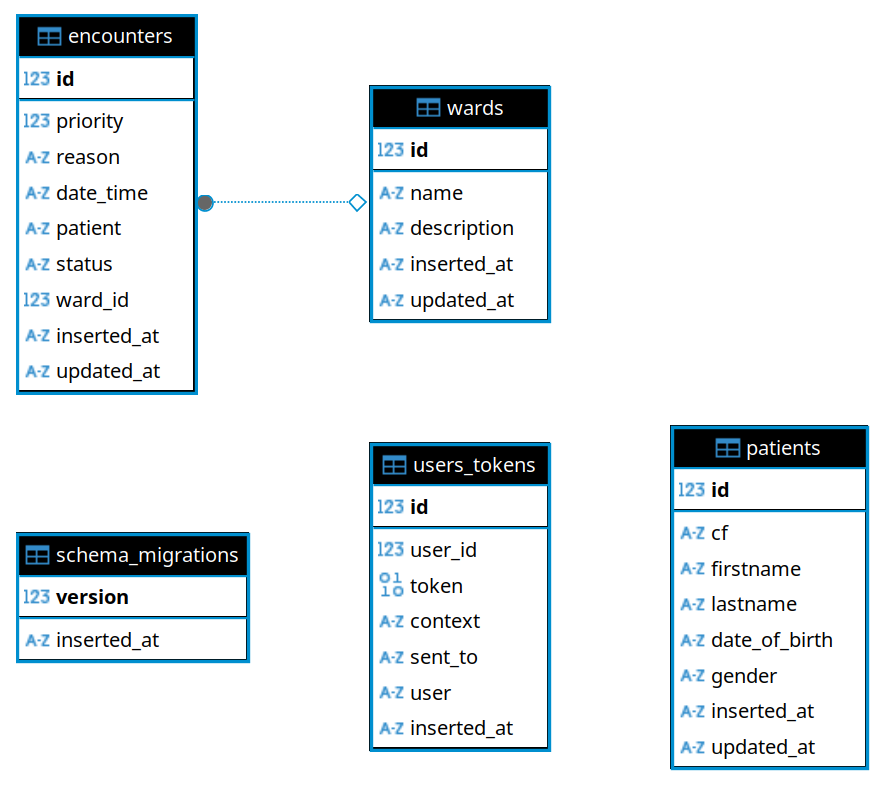 encounters
123 id
123 priority
A-Z reason
A-Z date_time
A-Z patient
A-Z status
123 ward_id
A-Z inserted_at
A-Z updated_at
wards
123 id
A-Z name
A-Z description
A-Z inserted_at
A-Z updated_at
schema_migrations
123 version
A-Z inserted_at
users_tokens
123 id
123 user_id
01
10 token
A-Z context
A-Z sent_to
A-Z user
A-Z inserted_at
patients
123 id
A-Z cf
A-Z firstname
A-Z lastname
A-Z date_of_birth
A-Z gender
A-Z inserted_at
A-Z updated_at